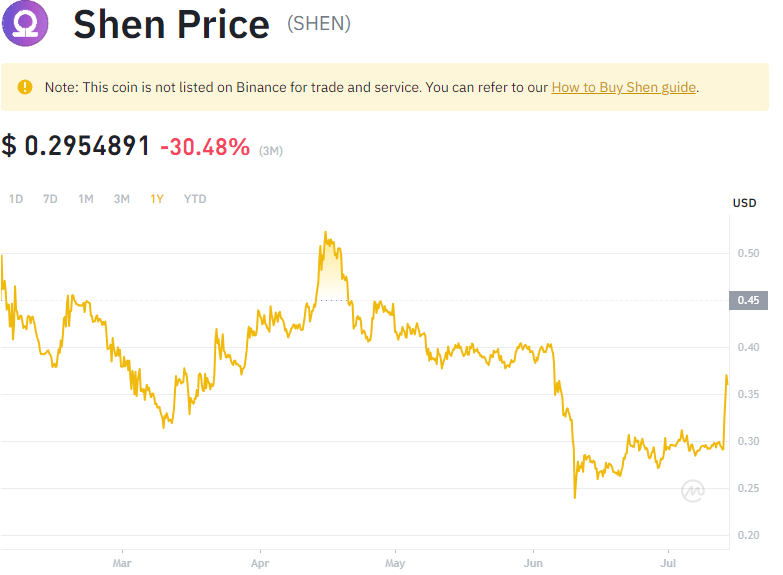 Shen Price (SHEN)
Note: This coin is not listed on Binance for trade and service. You can refer to our How to Buy Shen guide.
$ 0.2954891 -30.48% (3M)
1D 7D 1M 3M 1Y YTD
USD
0.50
0.45
0.40
0.35
0.30
0.25
0.20
Mar Apr May Jun Jul